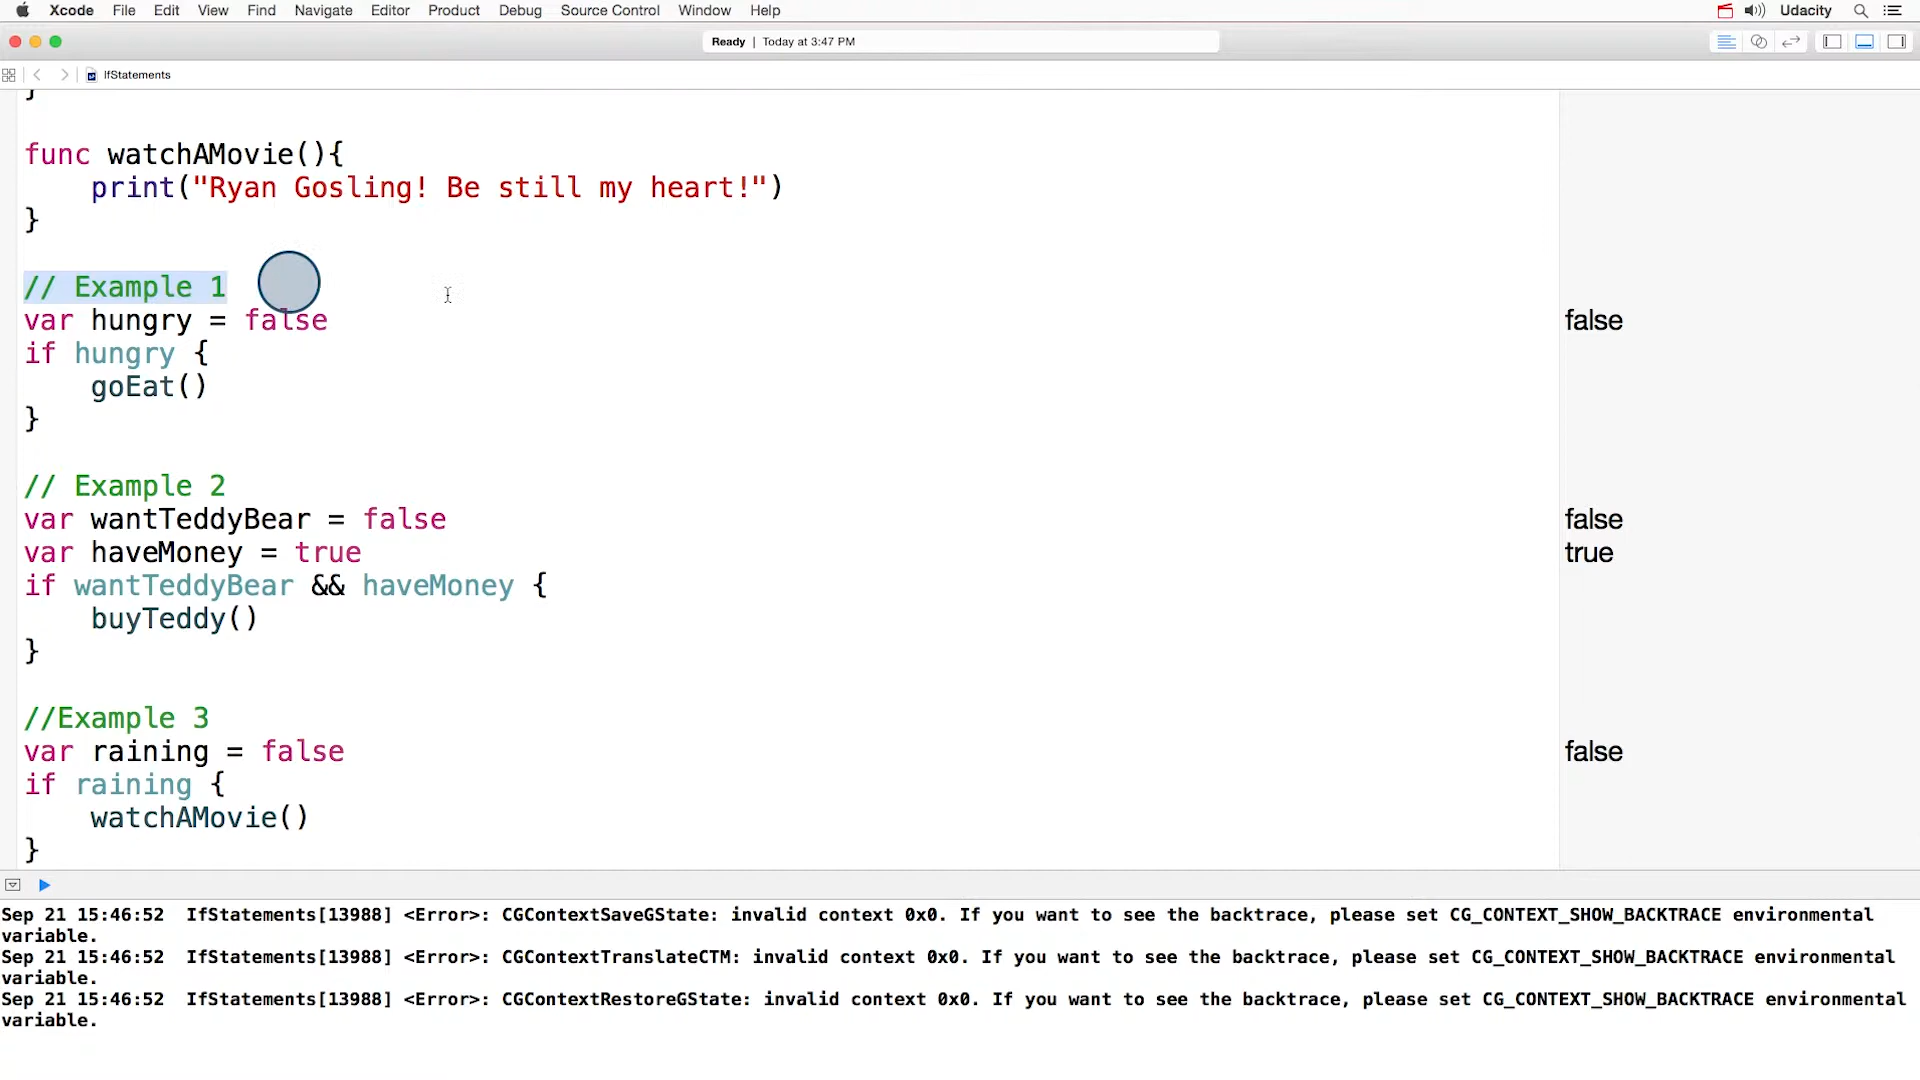 Xcode File Edit View Find Navigate Editor Product Debug Source Control Window Help Udacity
Ready | Today at 3:47 PM
IfStatements
}
func watchAMovie(){
    print("Ryan Gosling! Be still my heart!")
}
// Example 1
var hungry = false false
if hungry {
    goEat()
}
// Example 2
var wantTeddyBear = false false
var haveMoney = true true
if wantTeddyBear && haveMoney {
    buyTeddy()
}
//Example 3
var raining = false false
if raining {
    watchAMovie()
}
Sep 21 15:46:52  IfStatements[13988] <Error>: CGContextSaveGState: invalid context 0x0. If you want to see the backtrace, please set CG_CONTEXT_SHOW_BACKTRACE environmental
variable.
Sep 21 15:46:52  IfStatements[13988] <Error>: CGContextTranslateCTM: invalid context 0x0. If you want to see the backtrace, please set CG_CONTEXT_SHOW_BACKTRACE environmental
variable.
Sep 21 15:46:52  IfStatements[13988] <Error>: CGContextRestoreGState: invalid context 0x0. If you want to see the backtrace, please set CG_CONTEXT_SHOW_BACKTRACE environmental
variable.